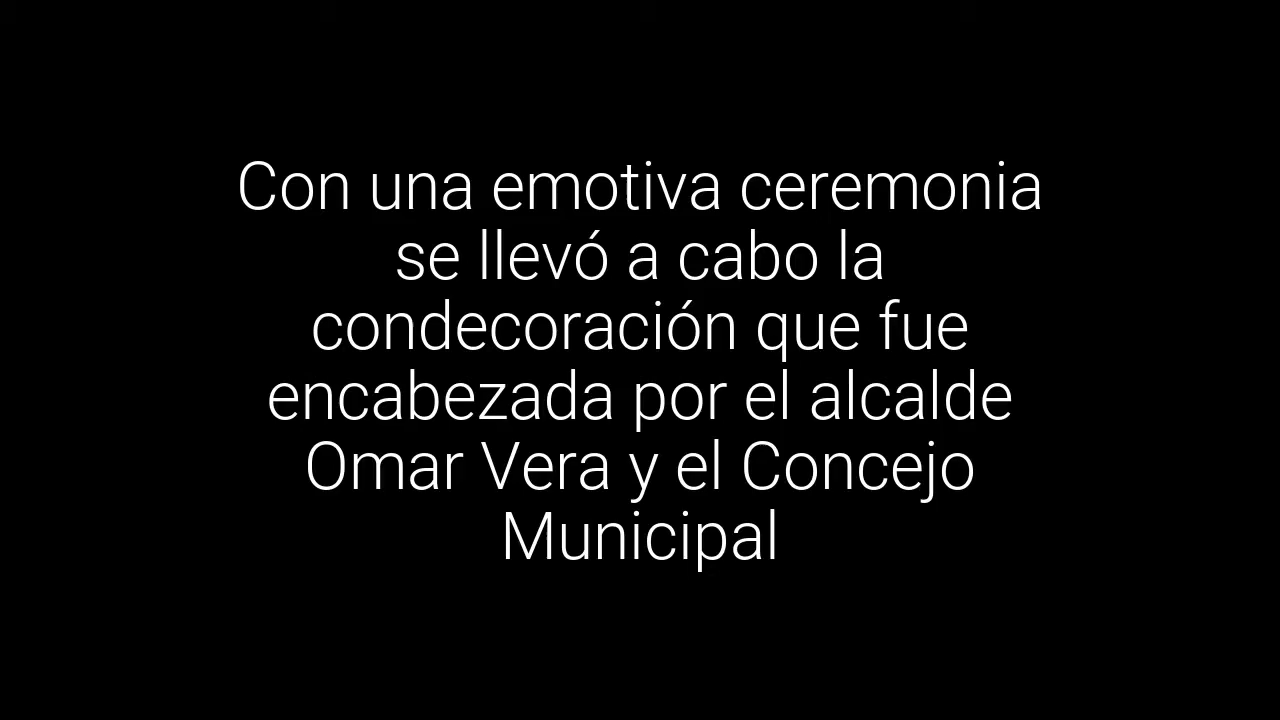 Con una emotiva ceremonia
se llevó a cabo la
condecoración que fue
encabezada por el alcalde
Omar Vera y el Concejo
Municipal